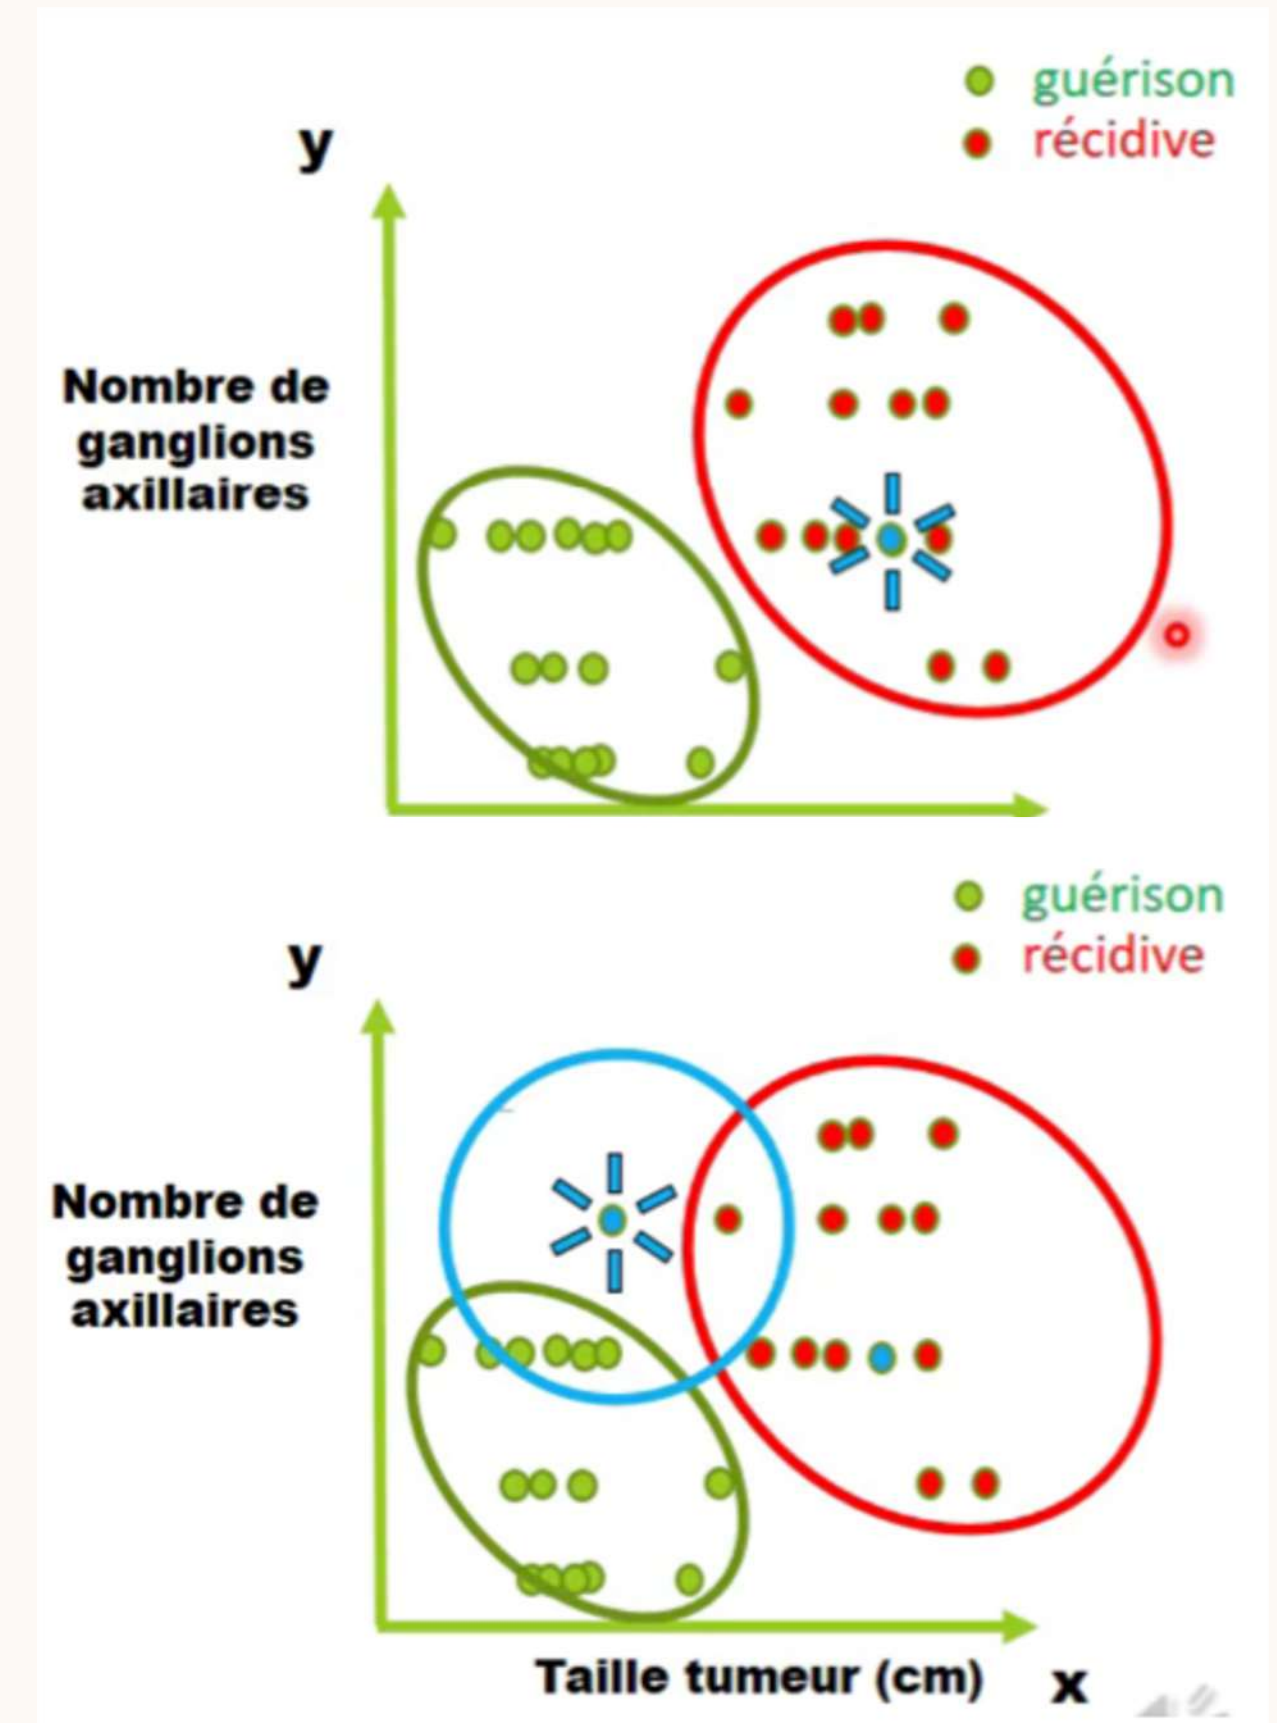 guérison
récidive
y
Nombre de
ganglions
axillaires
guérison
récidive
y
Nombre de
ganglions
axillaires
Taille tumeur (cm) x